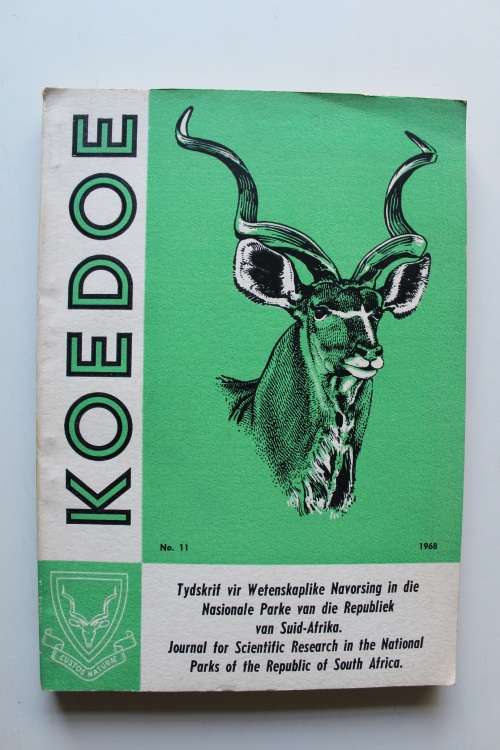 KOEDOE
No. 11
1968
Tydskrif vir Wetenskaplike Navorsing in die
Nasionale Parke van die Republiek
van Suid-Afrika.
Journal for Scientific Research in the National
Parks of the Republic of South Africa.
CUSTOS NATURAE